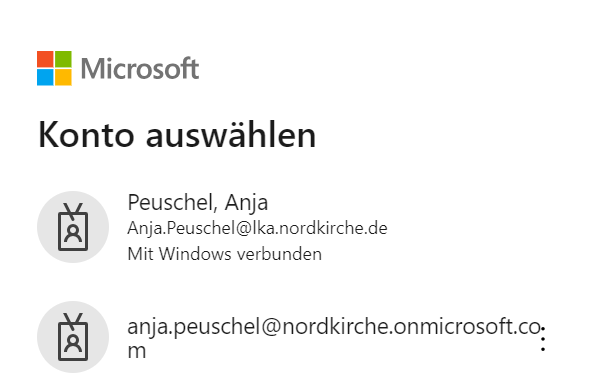 Microsoft
Konto auswählen
Peuschel, Anja
Anja.Peuschel@lka.nordkirche.de
Mit Windows verbunden
anja.peuschel@nordkirche.onmicrosoft.co
m